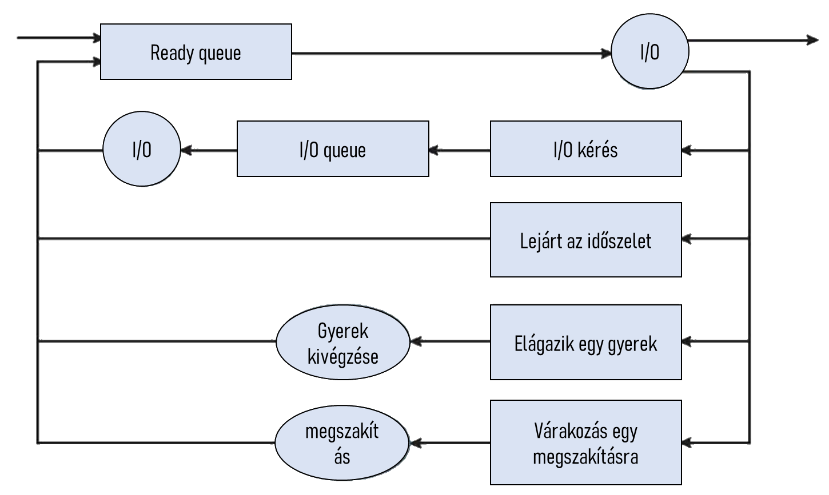 Ready queue
I/O
I/O
I/O queue
I/O kérés
Lejárt az időszelet
Gyerek
kivégzése
Elágazik egy gyerek
megszakít
ás
Várakozás egy
megszakításra